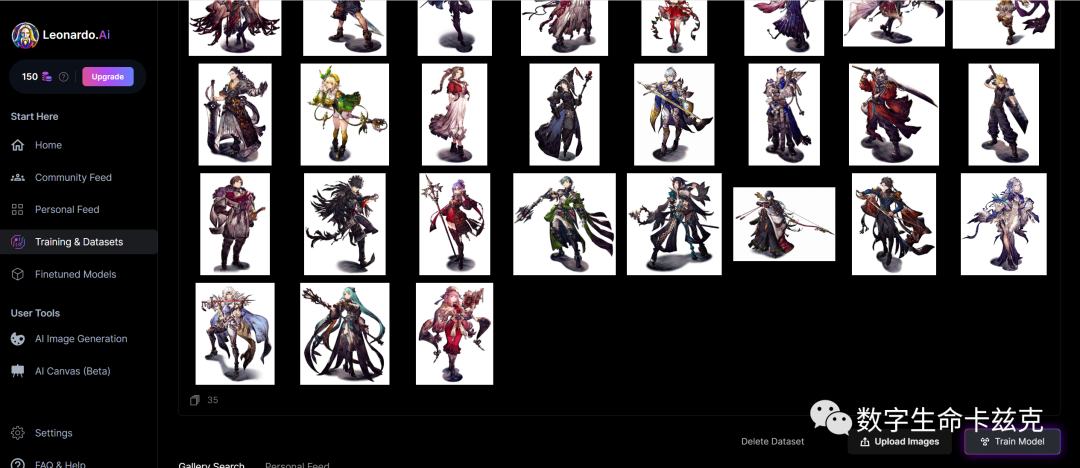 Leonardo.Ai
150
Upgrade
Start Here
Home
Community Feed
Personal Feed
Training & Datasets
Finetuned Models
User Tools
AI Image Generation
AI Canvas (Beta)
Settings
FAQ & Help
35
数字生命卡兹克
Delete Dataset
Upload Images
Train Model
Gallery Search
Personal Feed